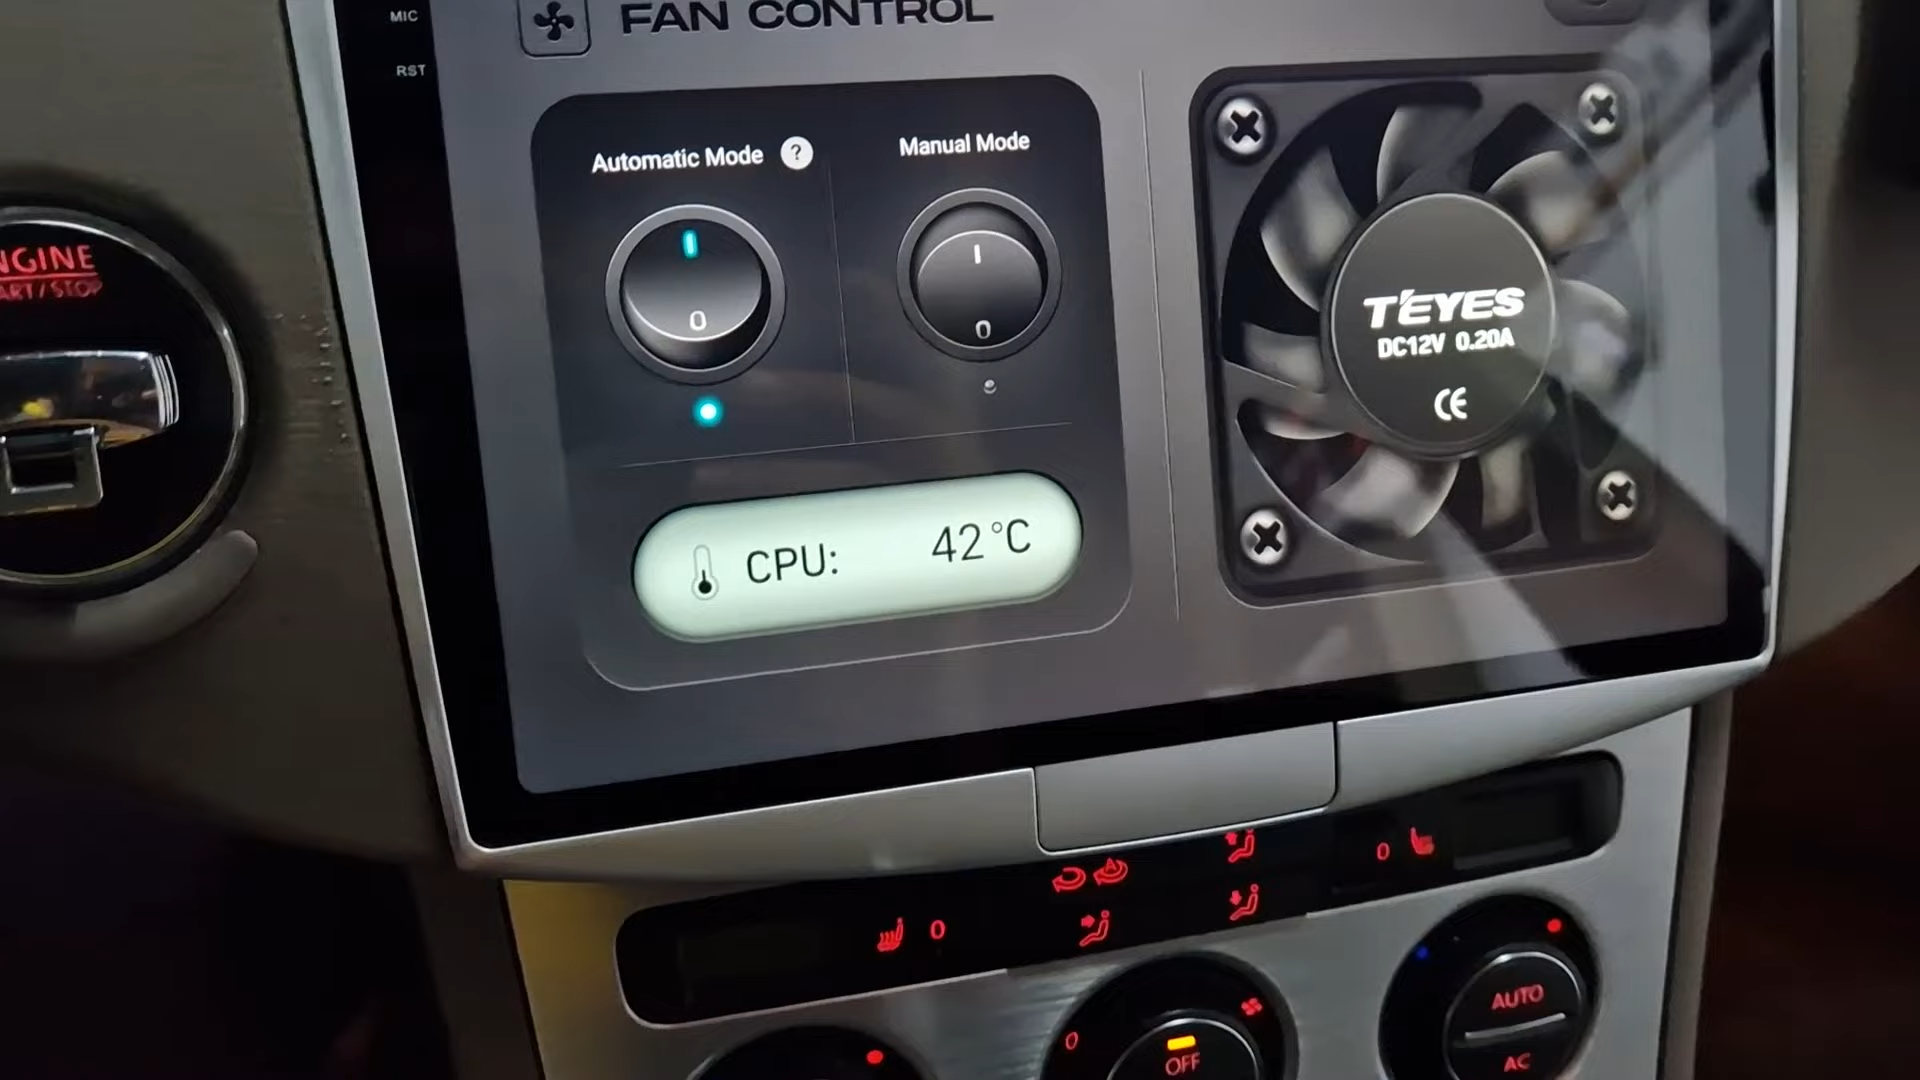 MIC
RST
FAN CONTROL
Automatic Mode ?
Manual Mode
I
0
I
0
T'EYES
DC12V 0.20A
CE
CPU: 42°C
NGINE
ART/STOP
0
A
0
0
OFF
AUTO
AC